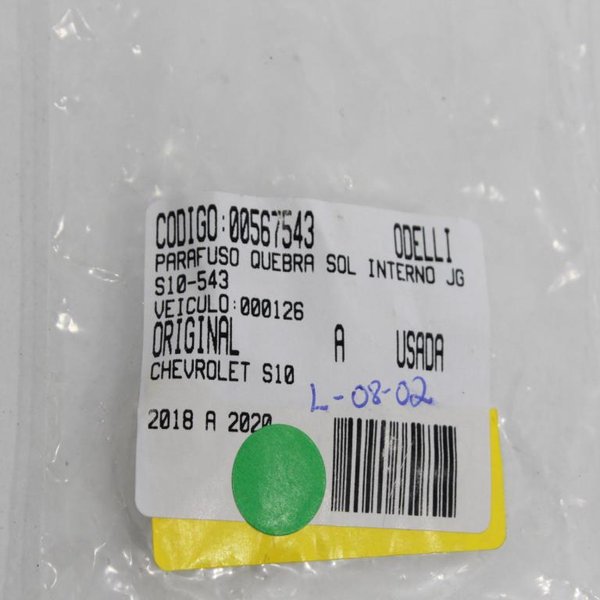 CODIGO:00567543 ODELLI
PARAFUSO QUEBRA SOL INTERNO JG
S10-543
VEICULO:000126
ORIGINAL A USADA
CHEVROLET S10
L-08-02
2018 A 2020